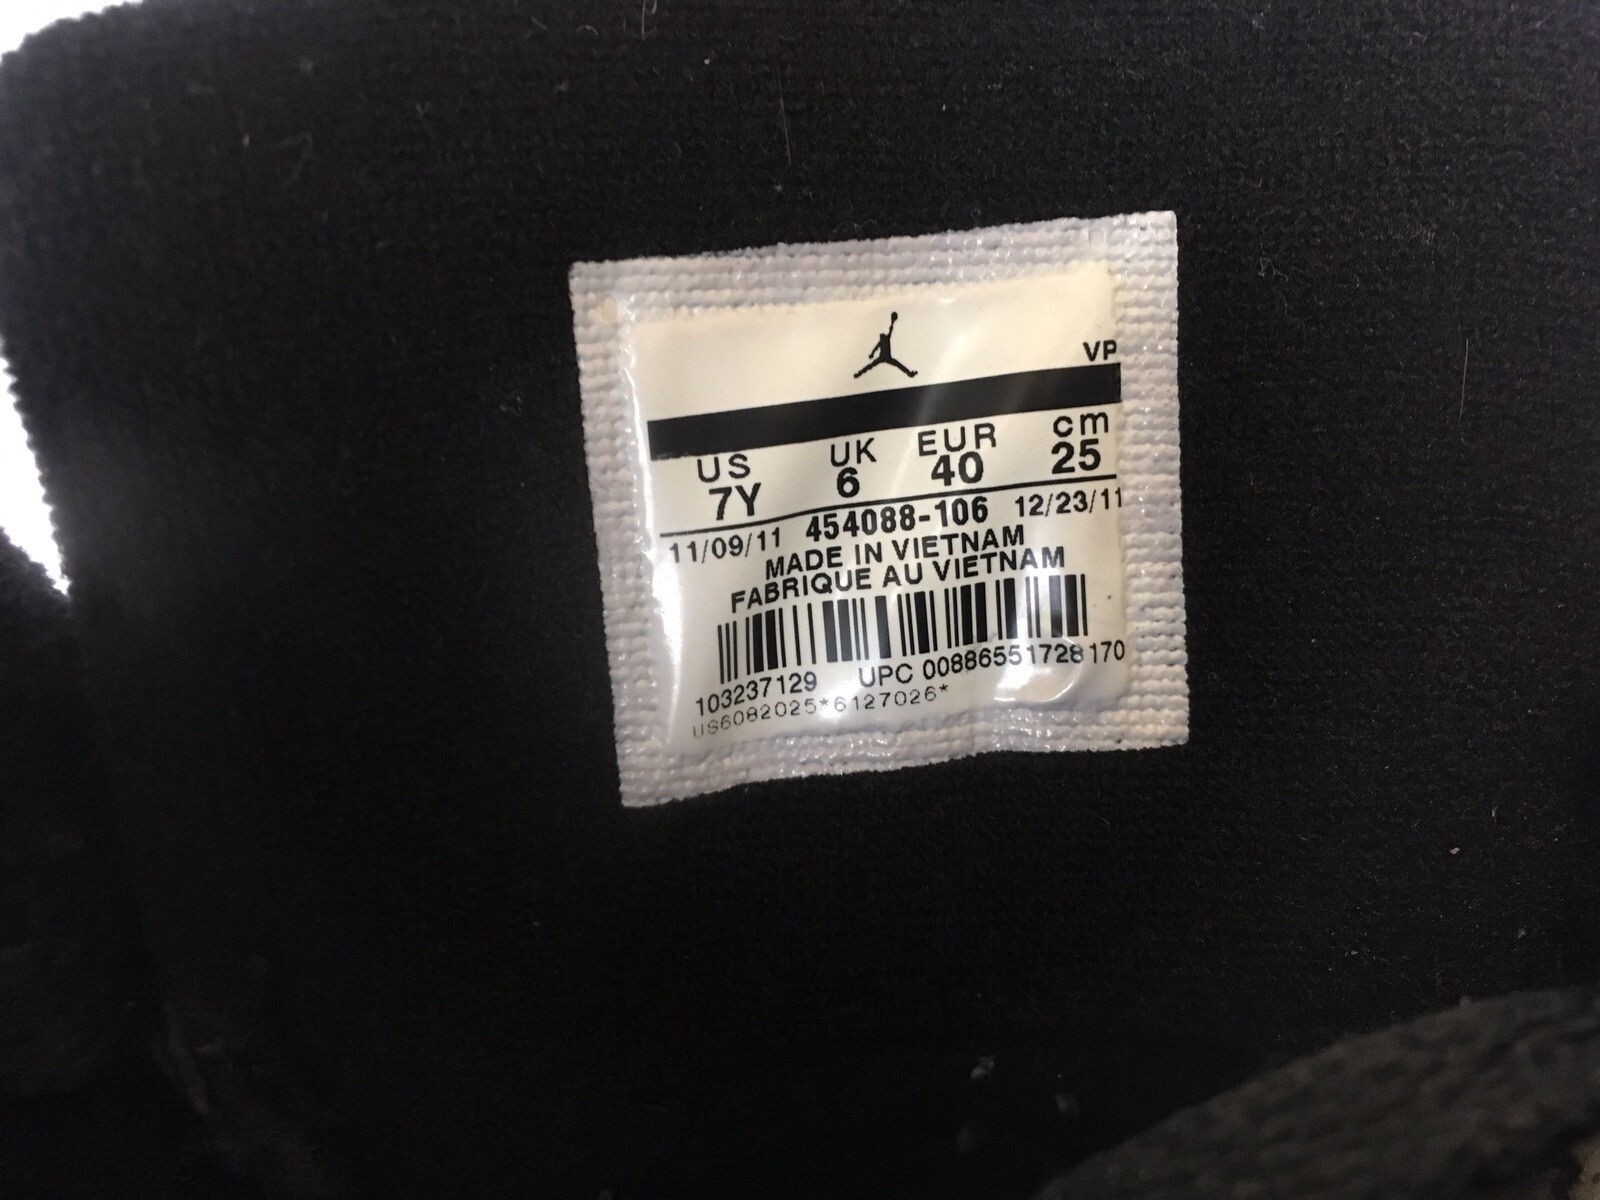 VP
US UK EUR cm
7Y 6 40 25
11/09/11 454088-106 12/23/11
MADE IN VIETNAM
FABRIQUE AU VIETNAM
103237129 UPC 00886551728170
US6082025*6127026*